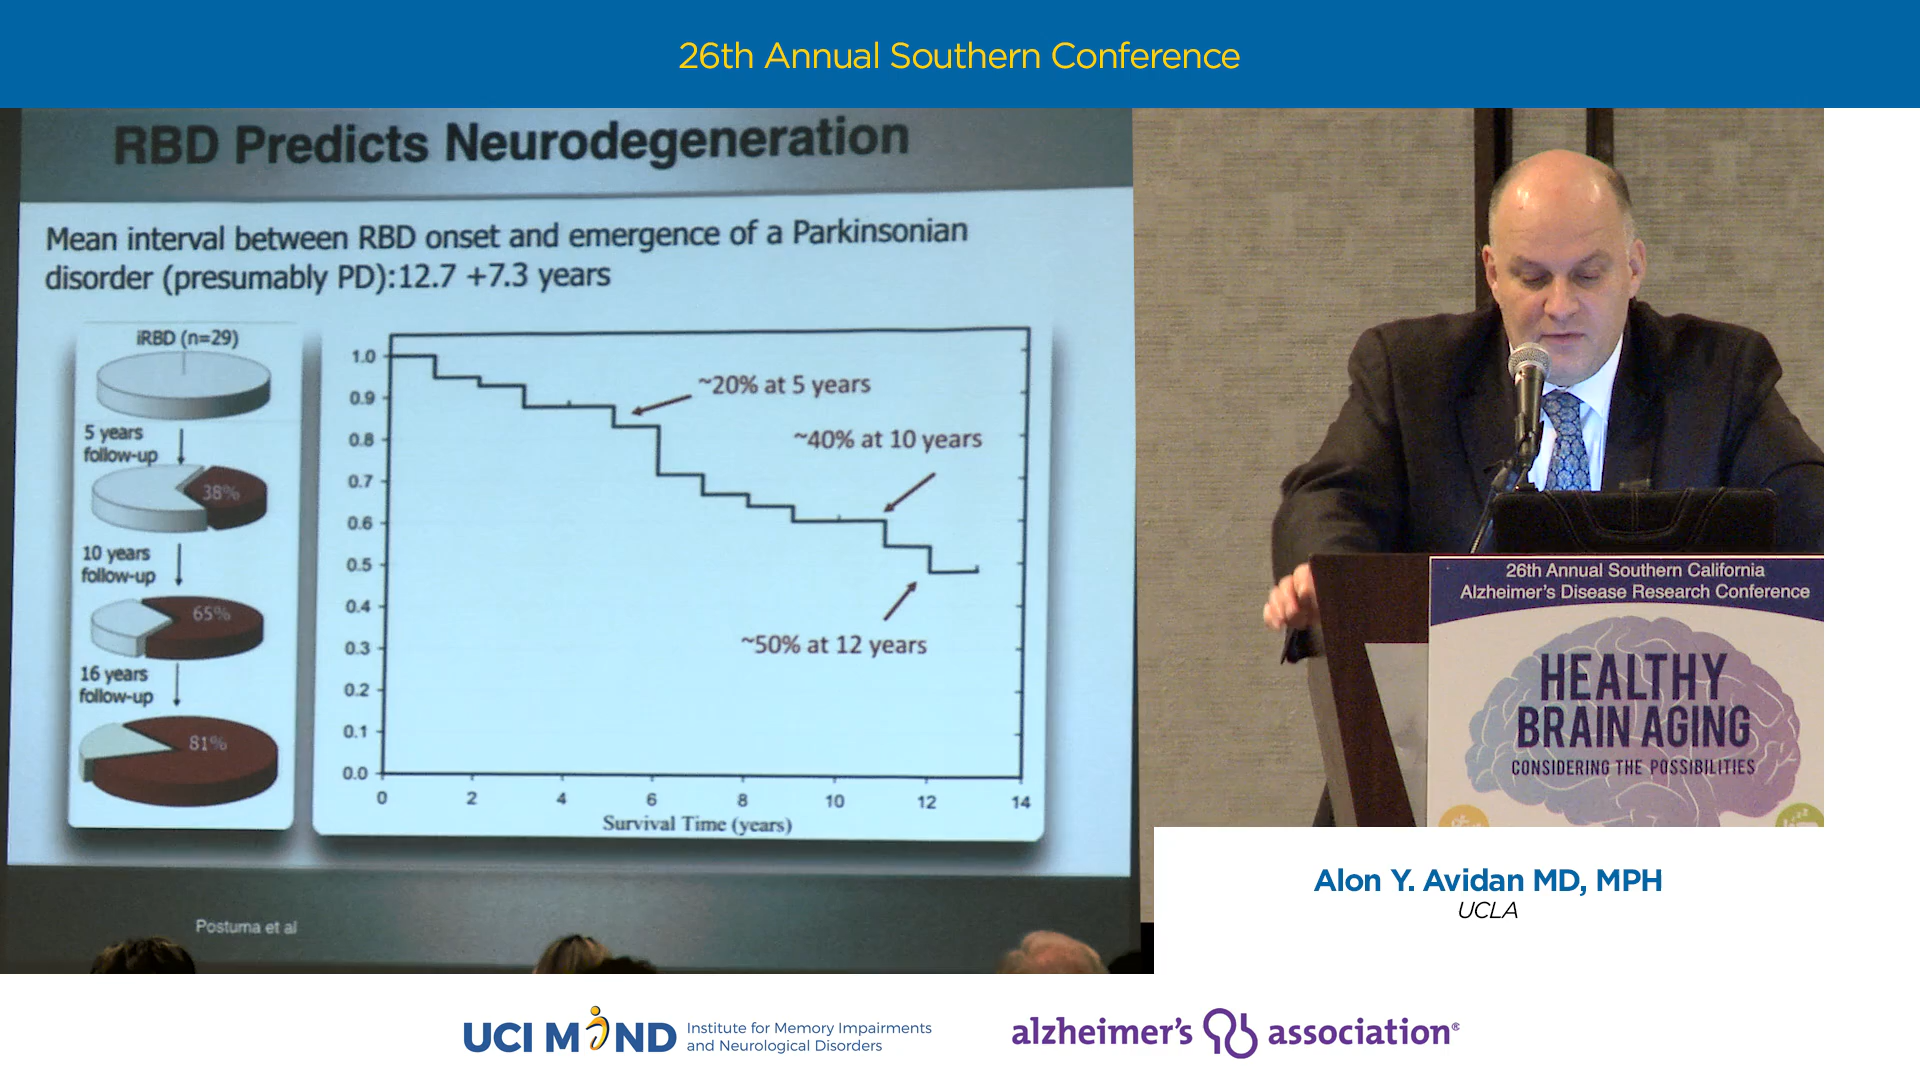 26th Annual Southern Conference
RBD Predicts Neurodegeneration
Mean interval between RBD onset and emergence of a Parkinsonian
disorder (presumably PD):12.7 +7.3 years
iRBD (n=29)
5 years
follow-up
38%
10 years
follow-up
65%
16 years
follow-up
81%
1.0
0.9
0.8
0.7
0.6
0.5
0.4
0.3
0.2
0.1
0.0
~20% at 5 years
~40% at 10 years
~50% at 12 years
0 2 4 6 8 10 12 14
Survival Time (years)
Postuma et al
26th Annual Southern California
Alzheimer's Disease Research Conference
HEALTHY
BRAIN AGING
CONSIDERING THE POSSIBILITIES
Alon Y. Avidan MD, MPH
UCLA
UCI MIND
Institute for Memory Impairments
and Neurological Disorders
alzheimer's association®